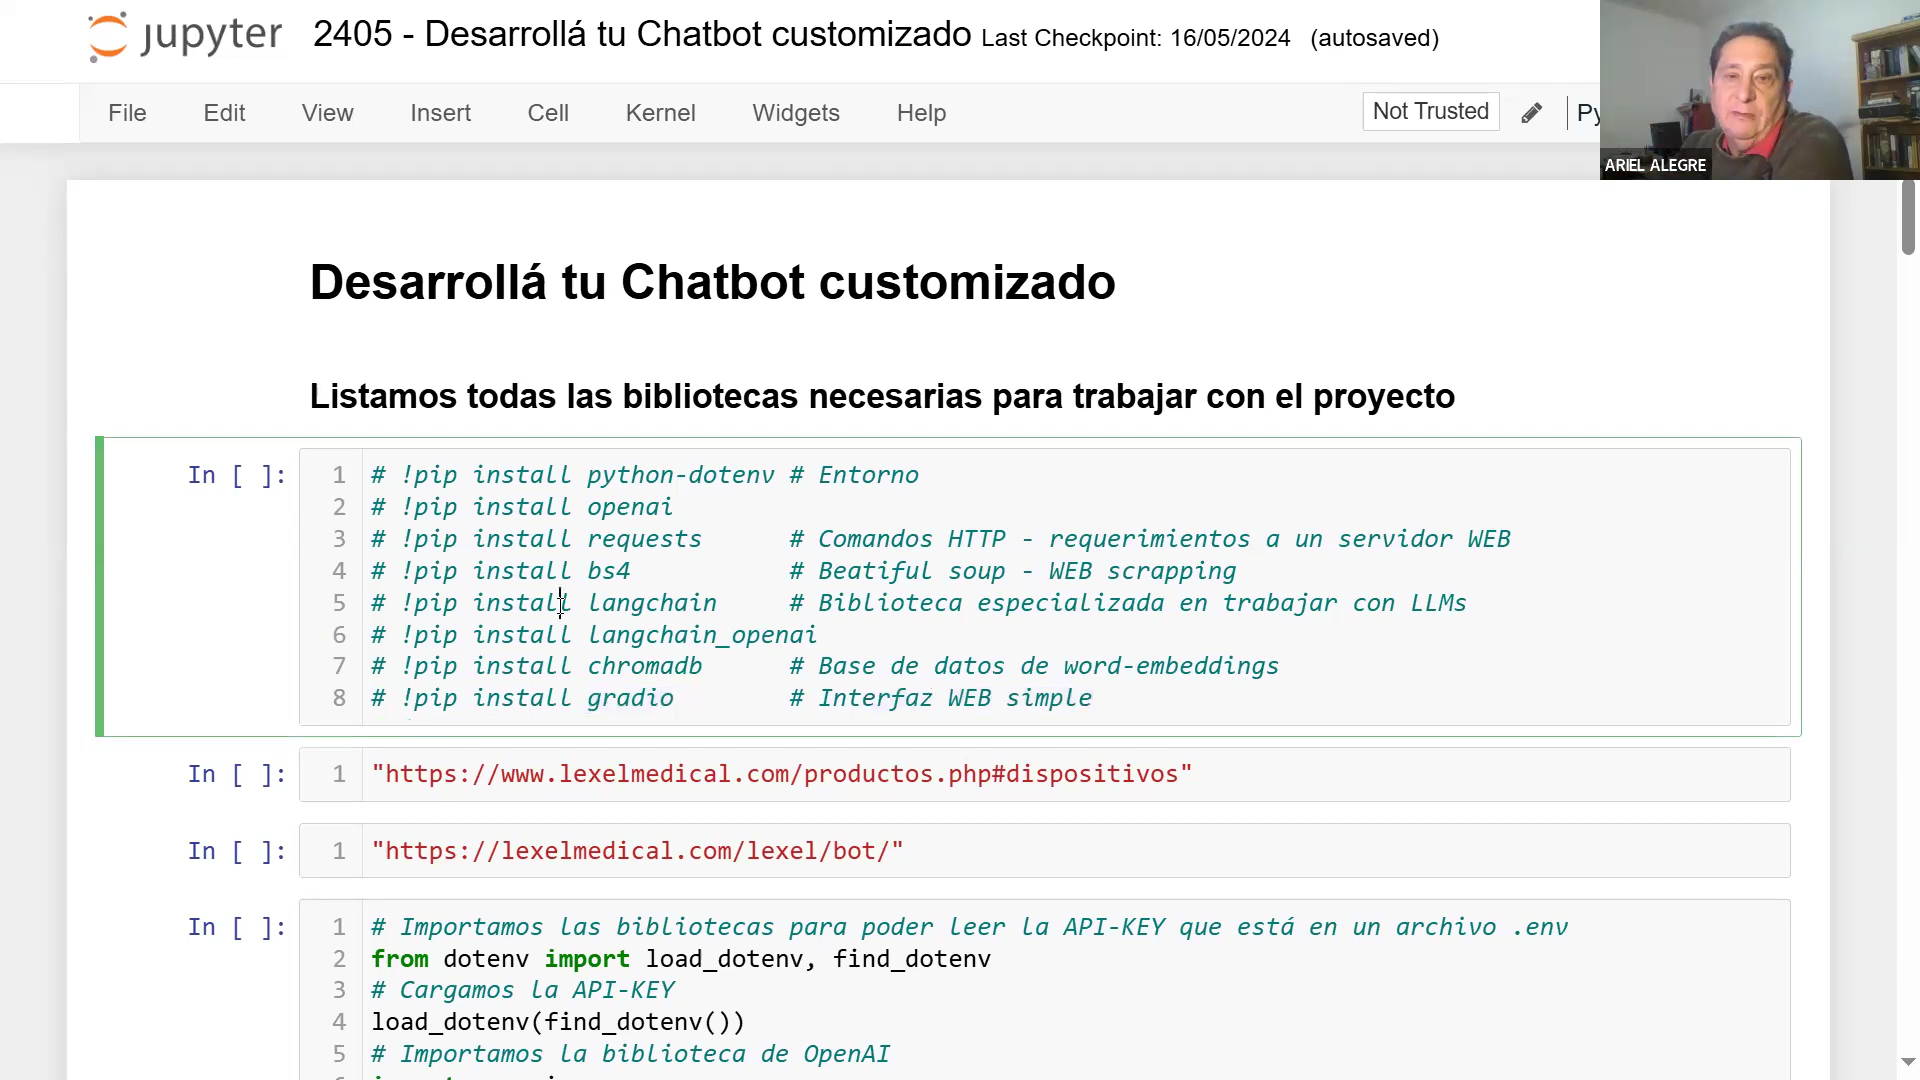 jupyter 2405 - Desarrollá tu Chatbot customizado Last Checkpoint: 16/05/2024 (autosaved)
File Edit View Insert Cell Kernel Widgets Help Not Trusted Py
ARIEL ALEGRE
Desarrollá tu Chatbot customizado
Listamos todas las bibliotecas necesarias para trabajar con el proyecto
In [ ]:
1 # !pip install python-dotenv # Entorno
2 # !pip install openai
3 # !pip install requests # Comandos HTTP - requerimientos a un servidor WEB
4 # !pip install bs4 # Beatiful soup - WEB scrapping
5 # !pip install langchain # Biblioteca especializada en trabajar con LLMs
6 # !pip install langchain_openai
7 # !pip install chromadb # Base de datos de word-embeddings
8 # !pip install gradio # Interfaz WEB simple
In [ ]: 1 "https://www.lexelmedical.com/productos.php#dispositivos"
In [ ]: 1 "https://lexelmedical.com/lexel/bot/"
In [ ]: 1 # Importamos las bibliotecas para poder leer la API-KEY que está en un archivo .env
2 from dotenv import load_dotenv, find_dotenv
3 # Cargamos la API-KEY
4 load_dotenv(find_dotenv())
5 # Importamos la biblioteca de OpenAI